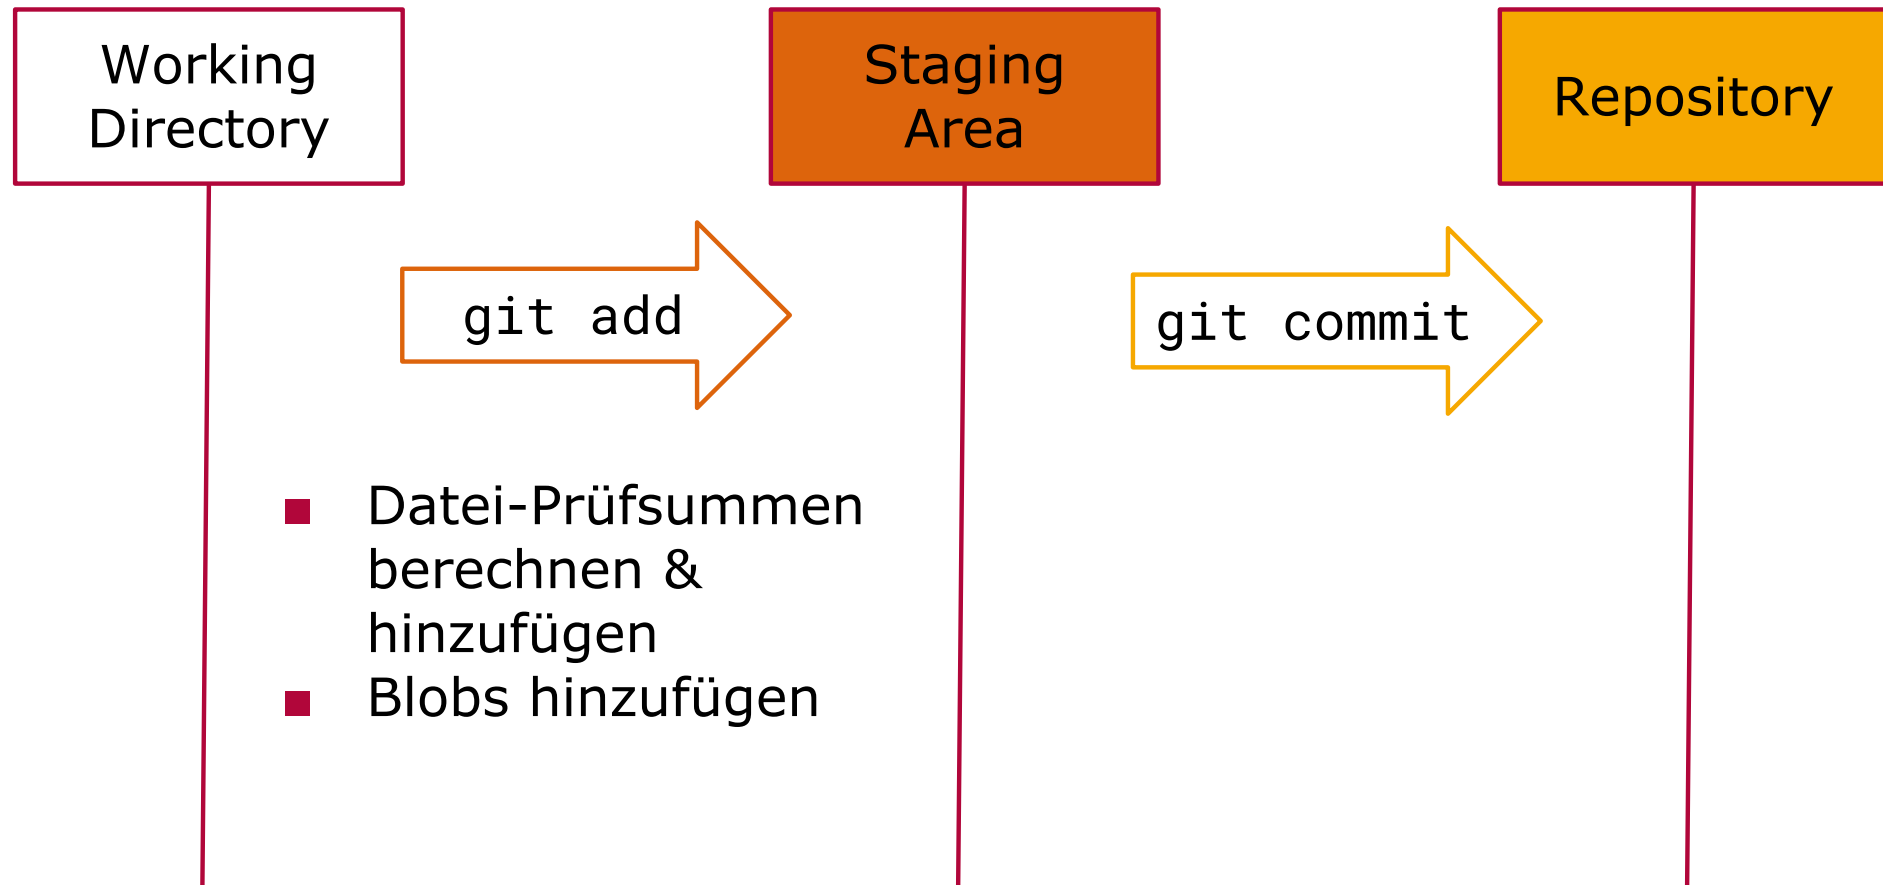 Working
Directory
Staging
Area
Repository
git add
git commit
Datei-Prüfsummen
berechnen &
hinzufügen
Blobs hinzufügen